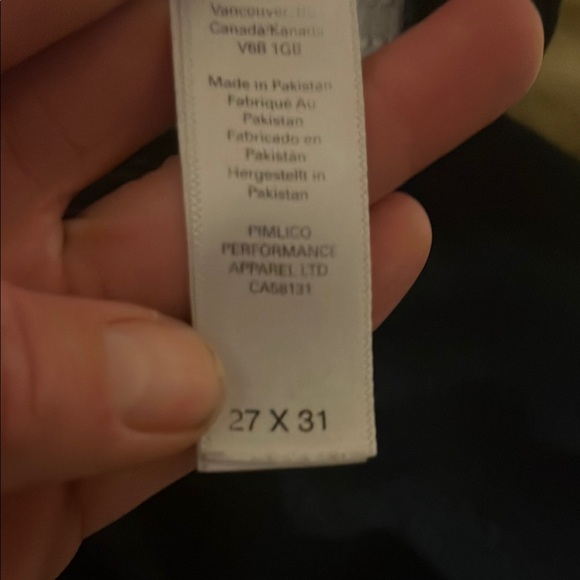 Vancouver,
Canada/Kanada
V6B 1G1
Made in Pakistan
Fabriqué Au
Pakistan
Fabricado en
Pakistán
Hergestellt in
Pakistan
PIMLICO
PERFORMANCE
APPAREL LTD
CA58131
27 X 31